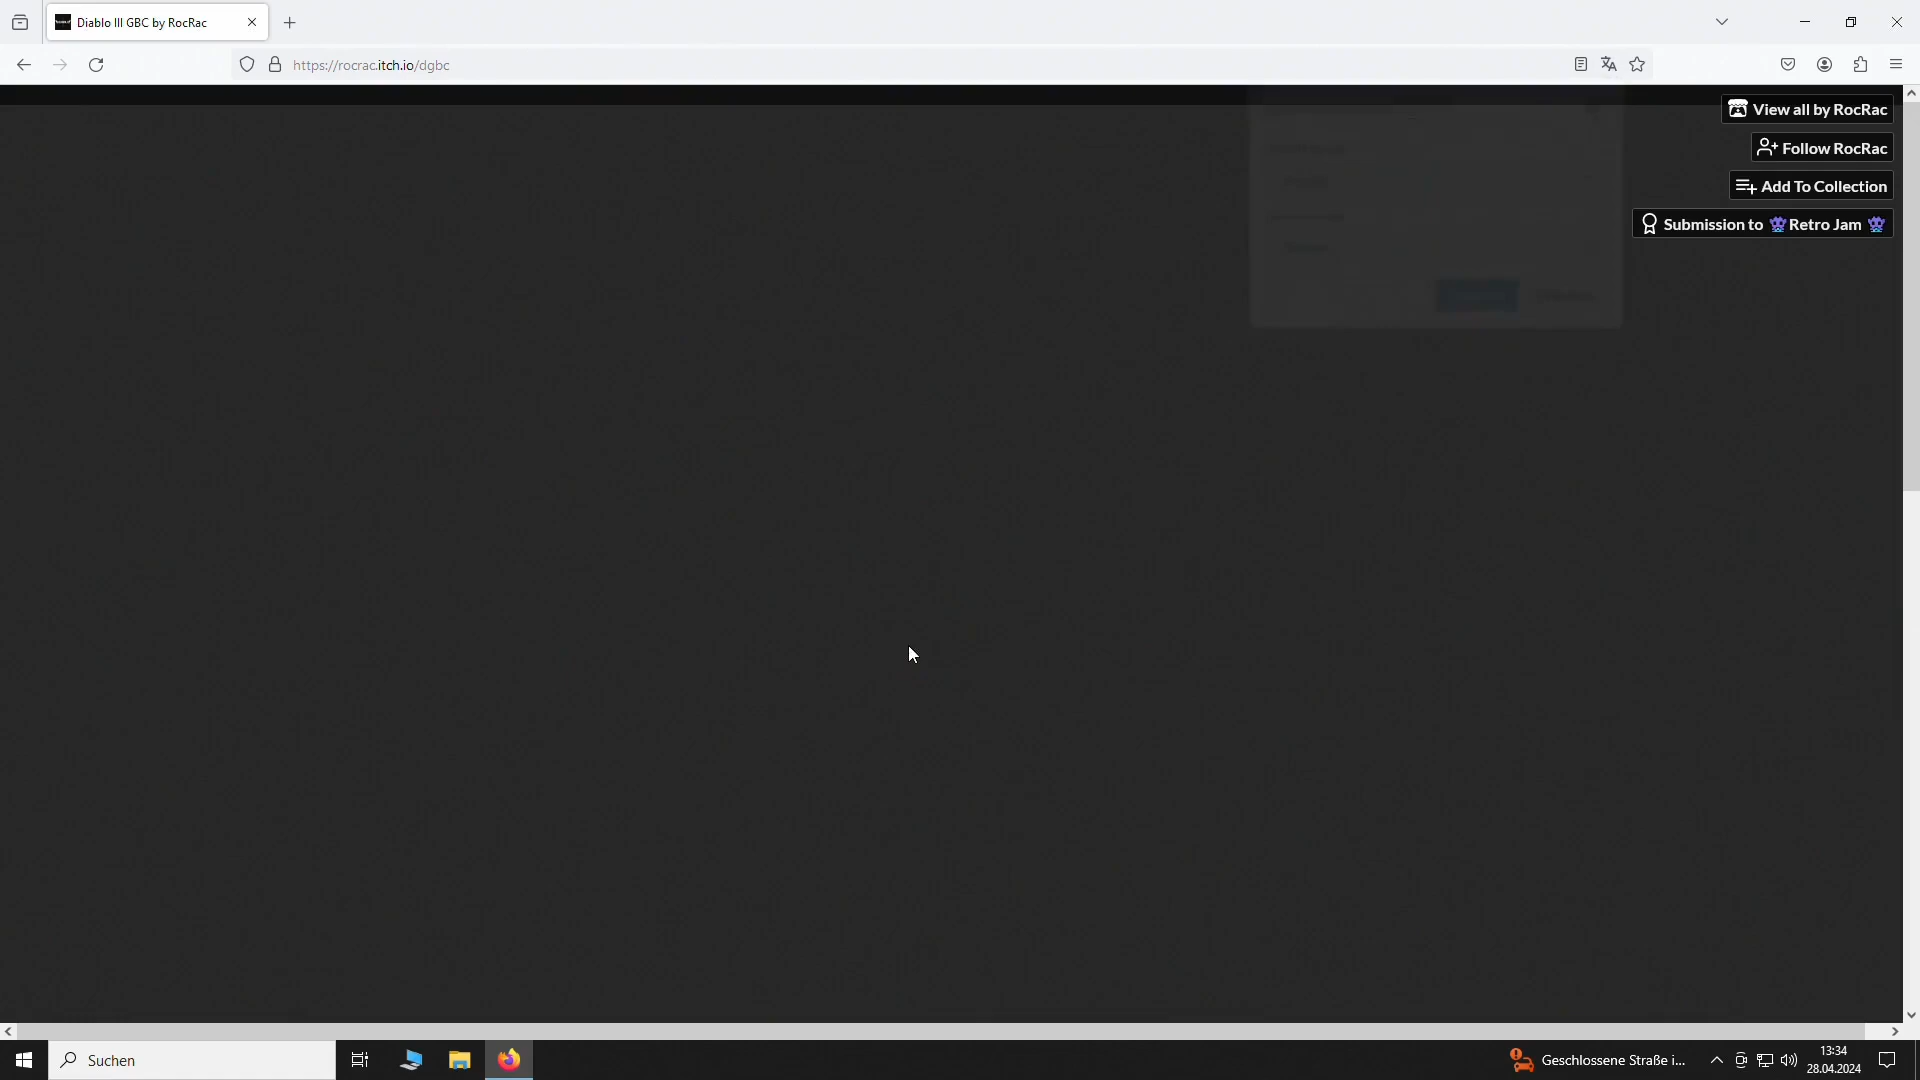 Diablo III GBC by RocRac
https://rocrac.itch.io/dgbc
View all by RocRac
Follow RocRac
Add To Collection
Submission to 👾Retro Jam 👾
Suchen
Geschlossene Straße i...
13:34
28.04.2024